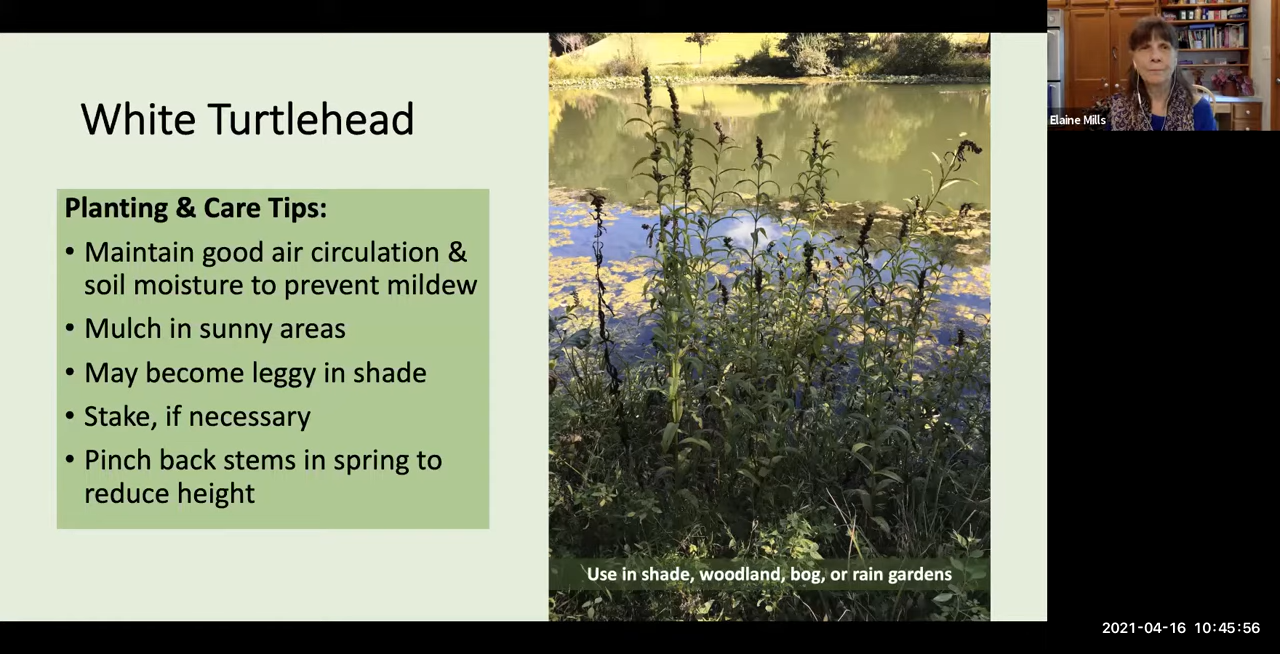 White Turtlehead
Planting & Care Tips:
• Maintain good air circulation &
soil moisture to prevent mildew
• Mulch in sunny areas
• May become leggy in shade
• Stake, if necessary
• Pinch back stems in spring to
reduce height
Use in shade, woodland, bog, or rain gardens
Elaine Mills
2021-04-16 10:45:56